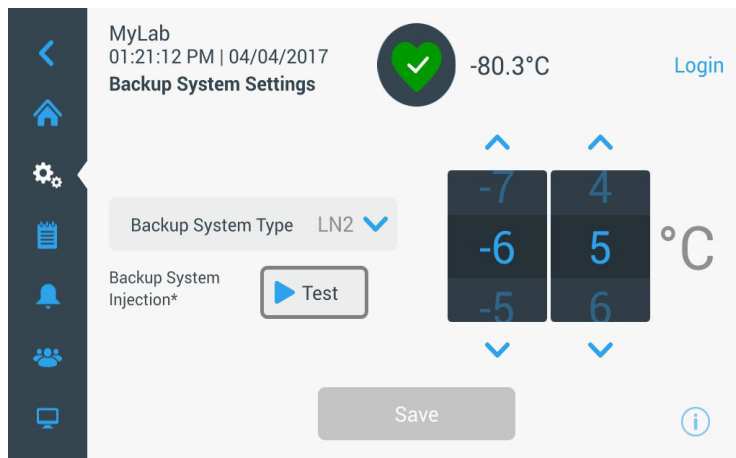 MyLab
01:21:12 PM | 04/04/2017
Backup System Settings
-80.3°C
Login
Backup System Type LN2
Backup System
Injection*
Test
-7 4
-6 5 °C
-5 6
Save
i